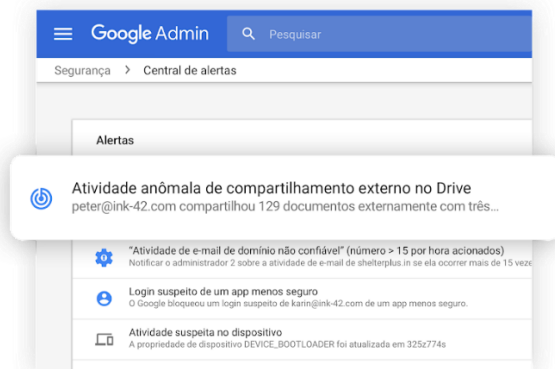 Google Admin
Pesquisar
Segurança > Central de alertas
Alertas
Atividade anômala de compartilhamento externo no Drive
peter@ink-42.com compartilhou 129 documentos externamente com três...
“Atividade de e-mail de domínio não confiável” (número > 15 por hora acionados)
Notificar o administrador 2 sobre a atividade de e-mail de shelterplus.in se ela ocorrer mais de 15 veze
Login suspeito de um app menos seguro
O Google bloqueou um login suspeito de karin@ink-42.com de um app menos seguro.
Atividade suspeita no dispositivo
A propriedade de dispositivo DEVICE_BOOTLOADER foi atualizada em 325z774s